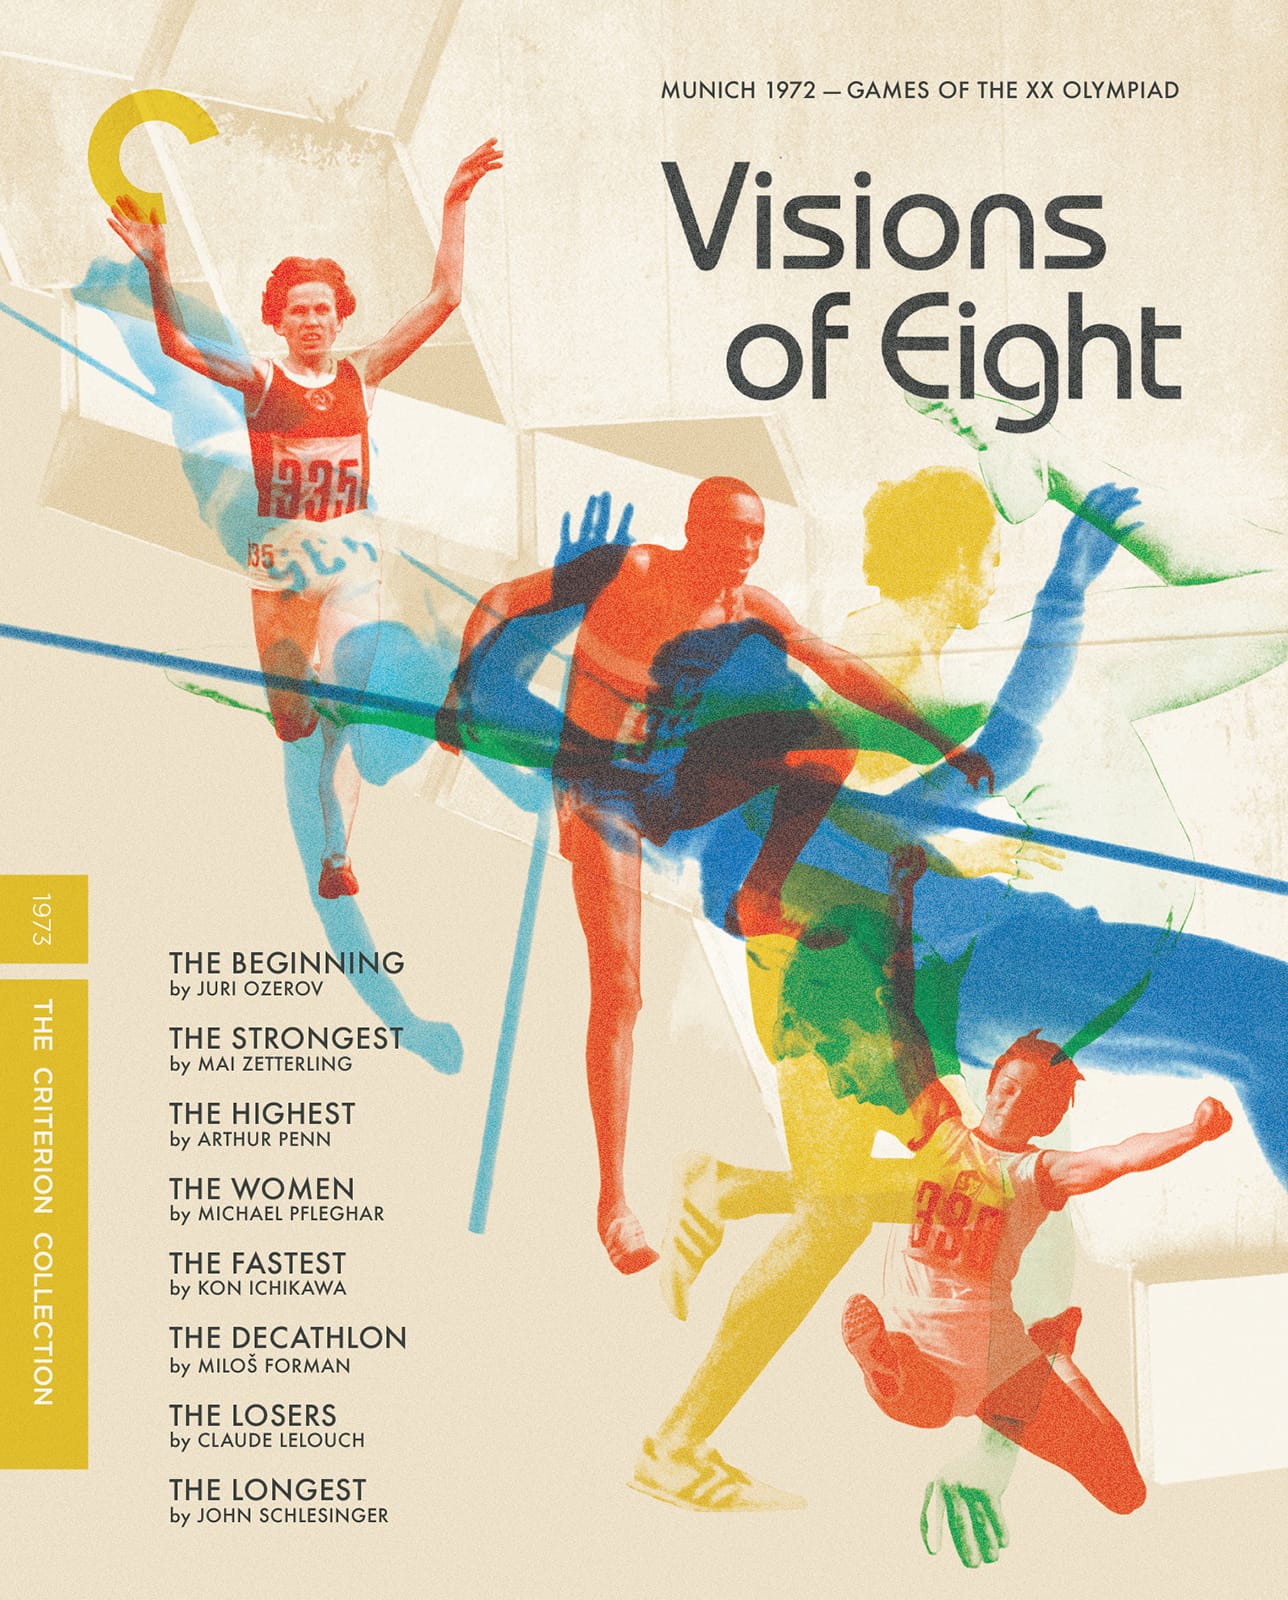 MUNICH 1972 — GAMES OF THE XX OLYMPIAD
Visions
of Eight
335
335
390
1973
THE CRITERION COLLECTION
THE BEGINNING
by JURI OZEROV
THE STRONGEST
by MAI ZETTERLING
THE HIGHEST
by ARTHUR PENN
THE WOMEN
by MICHAEL PFLEGHAR
THE FASTEST
by KON ICHIKAWA
THE DECATHLON
by MILOŠ FORMAN
THE LOSERS
by CLAUDE LELOUCH
THE LONGEST
by JOHN SCHLESINGER